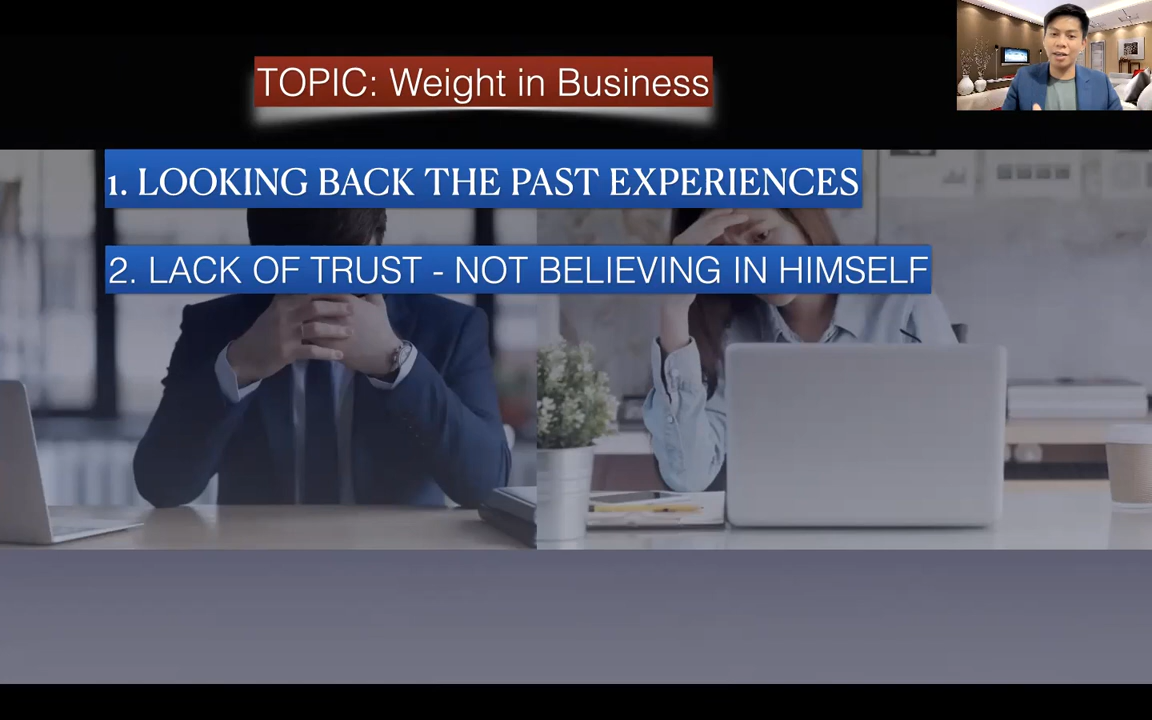 TOPIC: Weight in Business
1. LOOKING BACK THE PAST EXPERIENCES
2. LACK OF TRUST - NOT BELIEVING IN HIMSELF